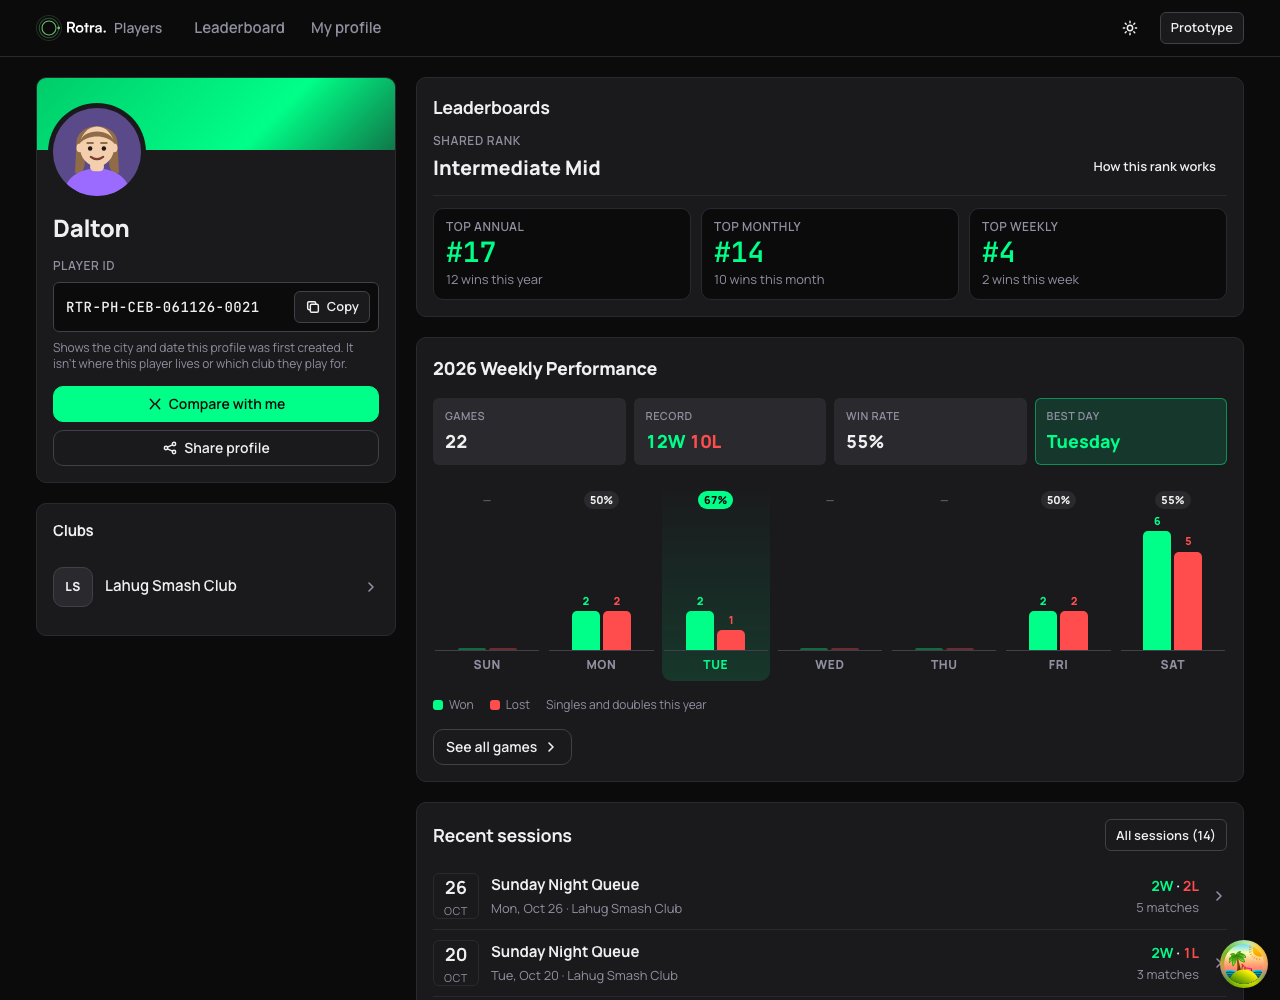 Rotra. Players Leaderboard My profile Prototype
Dalton
PLAYER ID
RTR-PH-CEB-061126-0021 Copy
Shows the city and date this profile was first created. It
isn't where this player lives or which club they play for.
Compare with me
Share profile
Clubs
LS Lahug Smash Club
Leaderboards
SHARED RANK
Intermediate Mid How this rank works
TOP ANNUAL TOP MONTHLY TOP WEEKLY
#17 #14 #4
12 wins this year 10 wins this month 2 wins this week
2026 Weekly Performance
GAMES RECORD WIN RATE BEST DAY
22 12W 10L 55% Tuesday
— 50% 67% — — 50% 55%
6
5
2 2 2 2 2
1
SUN MON TUE WED THU FRI SAT
Won Lost Singles and doubles this year
See all games
Recent sessions All sessions (14)
26 Sunday Night Queue 2W · 2L
OCT Mon, Oct 26 · Lahug Smash Club 5 matches
20 Sunday Night Queue 2W · 1L
OCT Tue, Oct 20 · Lahug Smash Club 3 matches